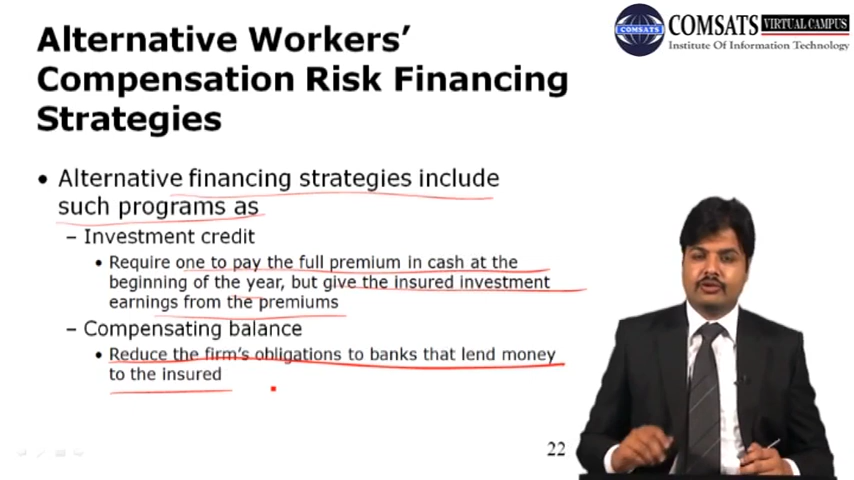 Alternative Workers’
Compensation Risk Financing
Strategies
COMSATS
COMSATS VIRTUAL CAMPUS
Institute Of Information Technology
• Alternative financing strategies include
such programs as
– Investment credit
• Require one to pay the full premium in cash at the
beginning of the year, but give the insured investment
earnings from the premiums
– Compensating balance
• Reduce the firm’s obligations to banks that lend money
to the insured
22